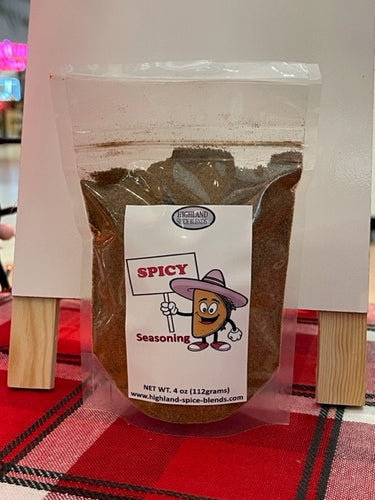 HIGHLAND
SPICE BLENDS
SPICY
Seasoning
NET WT. 4 oz (112grams)
www.highland-spice-blends.com